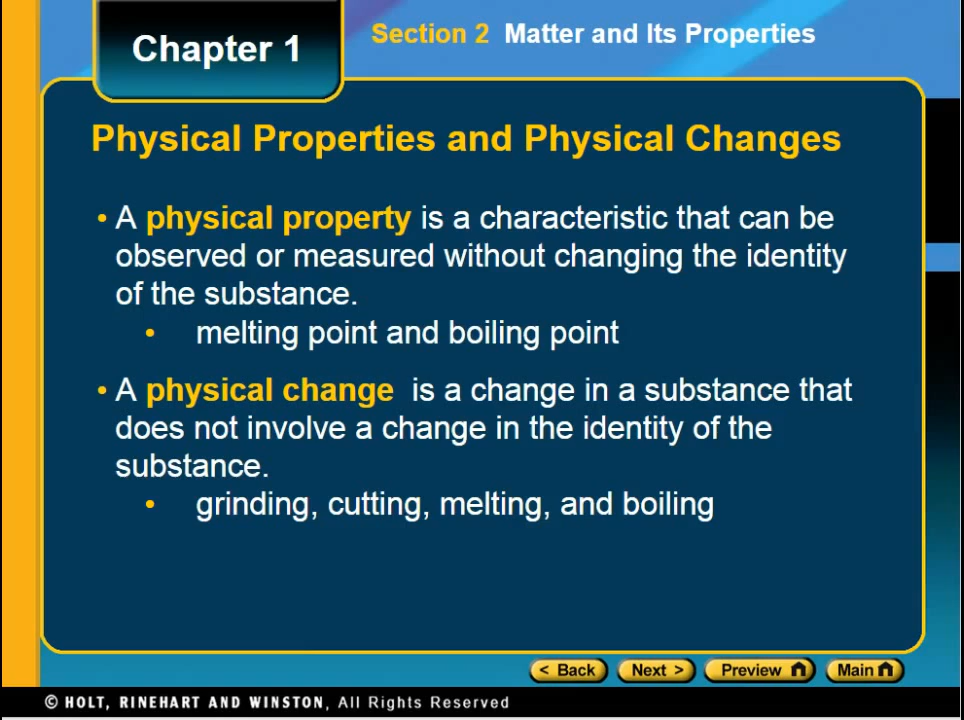 Chapter 1
Section 2 Matter and Its Properties
Physical Properties and Physical Changes
• A physical property is a characteristic that can be
observed or measured without changing the identity
of the substance.
• melting point and boiling point
• A physical change is a change in a substance that
does not involve a change in the identity of the
substance.
• grinding, cutting, melting, and boiling
< Back Next > Preview Main
© HOLT, RINEHART AND WINSTON, All Rights Reserved